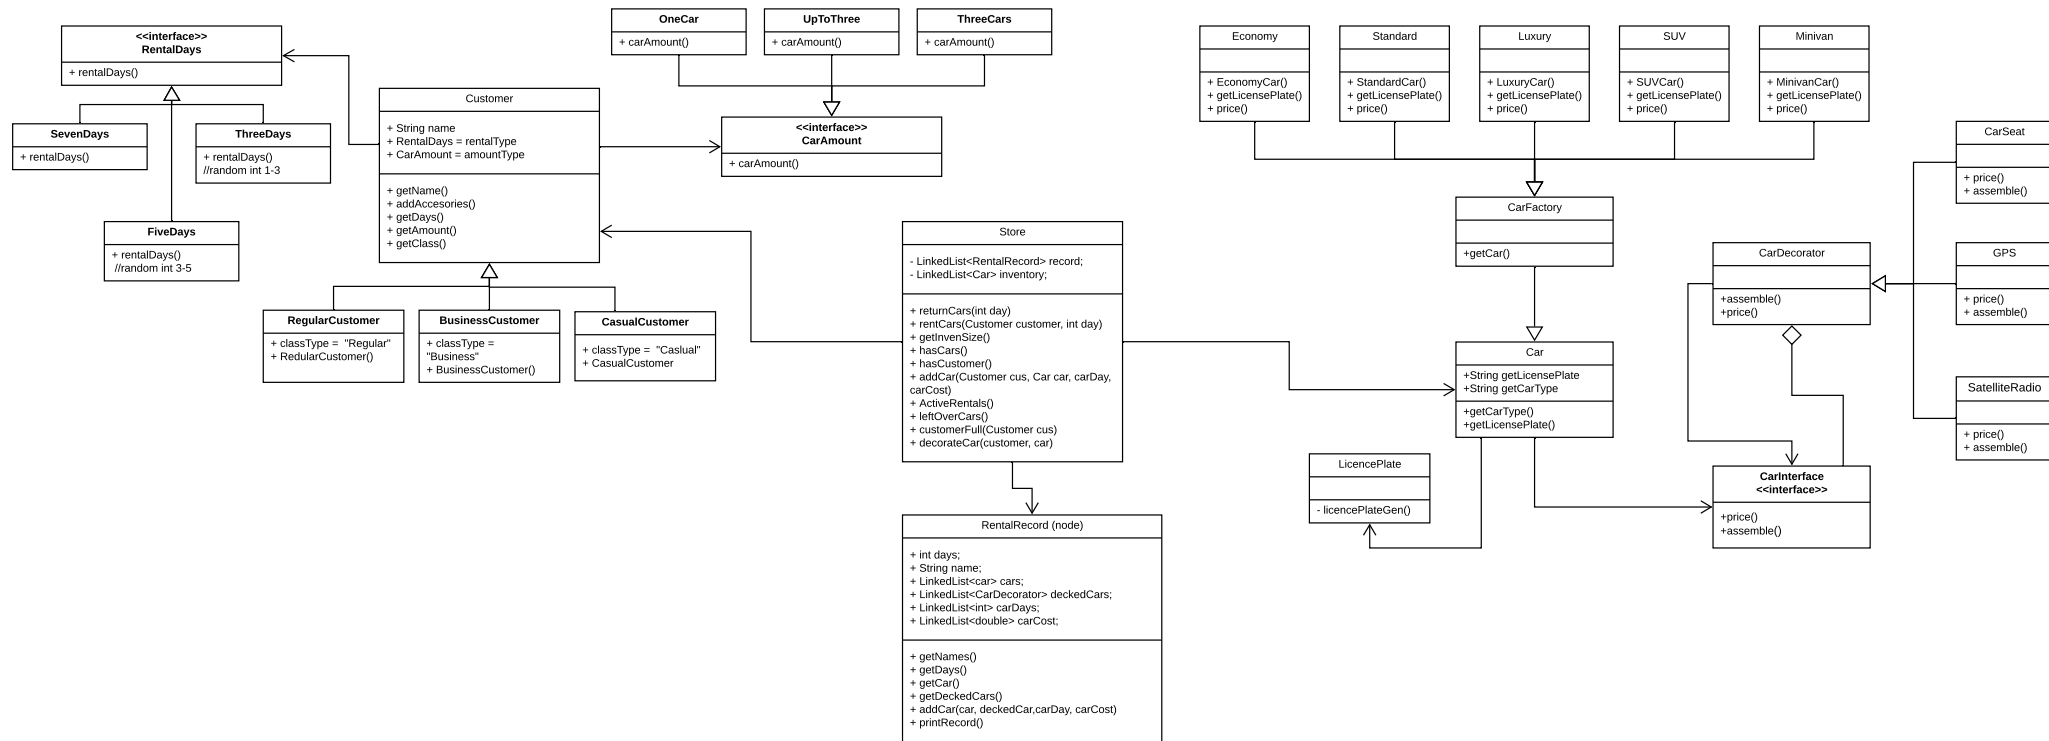 <<interface>>
RentalDays
+ rentalDays()
SevenDays
+ rentalDays()
ThreeDays
+ rentalDays()
//random int 1-3
FiveDays
+ rentalDays()
//random int 3-5
Customer
+ String name
+ RentalDays = rentalType
+ CarAmount = amountType
+ getName()
+ addAccesories()
+ getDays()
+ getAmount()
+ getClass()
RegularCustomer
+ classType =  "Regular"
+ RedularCustomer()
BusinessCustomer
+ classType =
"Business"
+ BusinessCustomer()
CasualCustomer
+ classType =  "Caslual"
+ CasualCustomer
OneCar
+ carAmount()
UpToThree
+ carAmount()
ThreeCars
+ carAmount()
<<interface>>
CarAmount
+ carAmount()
Store
- LinkedList<RentalRecord> record;
- LinkedList<Car> inventory;
+ returnCars(int day)
+ rentCars(Customer customer, int day)
+ getInvenSize()
+ hasCars()
+ hasCustomer()
+ addCar(Customer cus, Car car, carDay,
carCost)
+ ActiveRentals()
+ leftOverCars()
+ customerFull(Customer cus)
+ decorateCar(customer, car)
RentalRecord (node)
+ int days;
+ String name;
+ LinkedList<car> cars;
+ LinkedList<CarDecorator> deckedCars;
+ LinkedList<int> carDays;
+ LinkedList<double> carCost;
+ getNames()
+ getDays()
+ getCar()
+ getDeckedCars()
+ addCar(car, deckedCar,carDay, carCost)
+ printRecord()
Economy
+ EconomyCar()
+ getLicensePlate()
+ price()
Standard
+ StandardCar()
+ getLicensePlate()
+ price()
Luxury
+ LuxuryCar()
+ getLicensePlate()
+ price()
SUV
+ SUVCar()
+ getLicensePlate()
+ price()
Minivan
+ MinivanCar()
+ getLicensePlate()
+ price()
CarFactory
+getCar()
Car
+String getLicensePlate
+String getCarType
+getCarType()
+getLicensePlate()
LicencePlate
- licencePlateGen()
CarDecorator
+assemble()
+price()
CarInterface
<<interface>>
+price()
+assemble()
CarSeat
+ price()
+ assemble()
GPS
+ price()
+ assemble()
SatelliteRadio
+ price()
+ assemble()